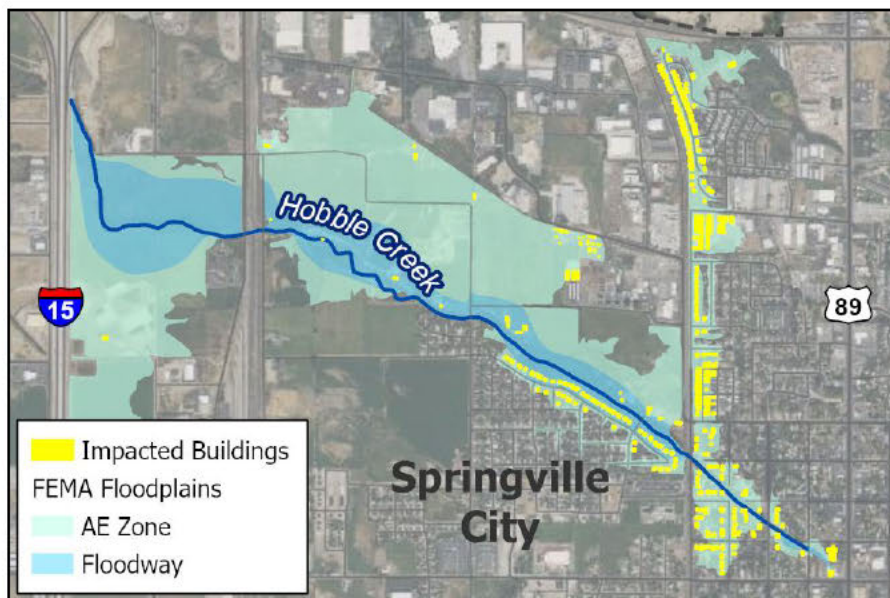 Hobble Creek
15
89
Springville
City
Impacted Buildings
FEMA Floodplains
AE Zone
Floodway